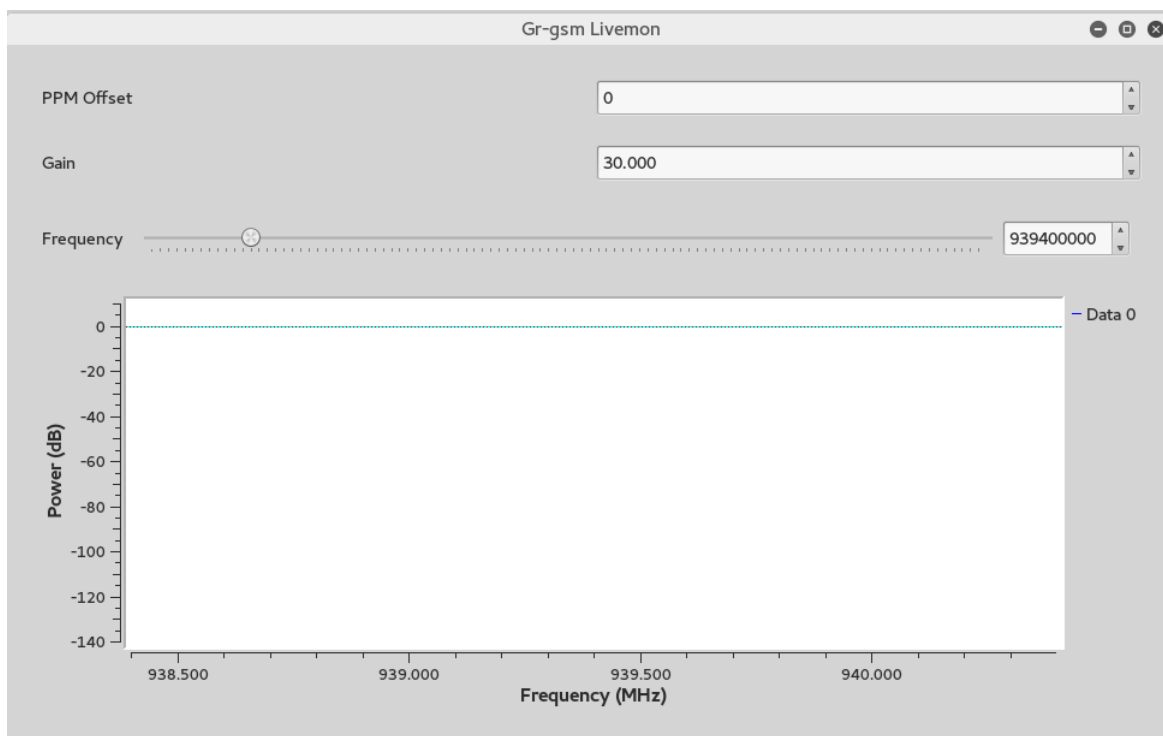 Gr-gsm Livemon
PPM Offset
0
Gain
30.000
Frequency
939400000
Data 0
0
-20
-40
-60
-80
-100
-120
-140
Power (dB)
938.500 939.000 939.500 940.000
Frequency (MHz)